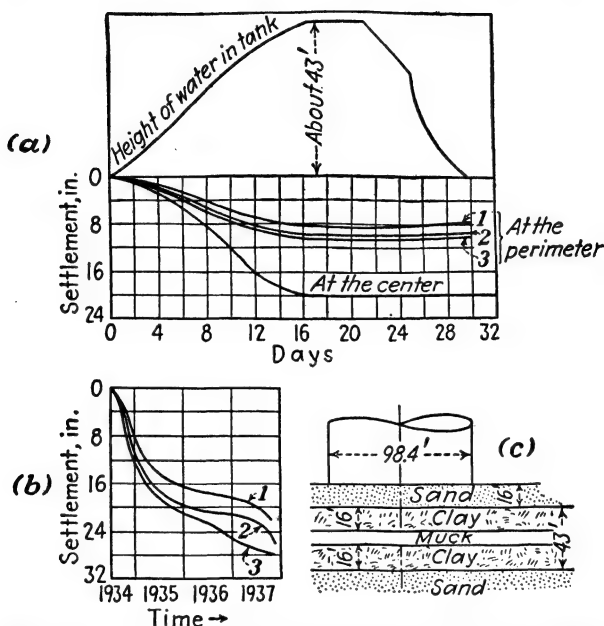 (a)
Height of water in tank
About 43'
Settlement, in.
0
8
16
24
1
2
3
At the perimeter
At the center
0 4 8 12 16 20 24 28 32
Days
(b)
Settlement, in.
0
8
16
24
32
1
2
3
1934 1935 1936 1937
Time →
(c)
98.4'
Sand
16'
Clay
16'
Muck
43'
Clay
16'
Sand